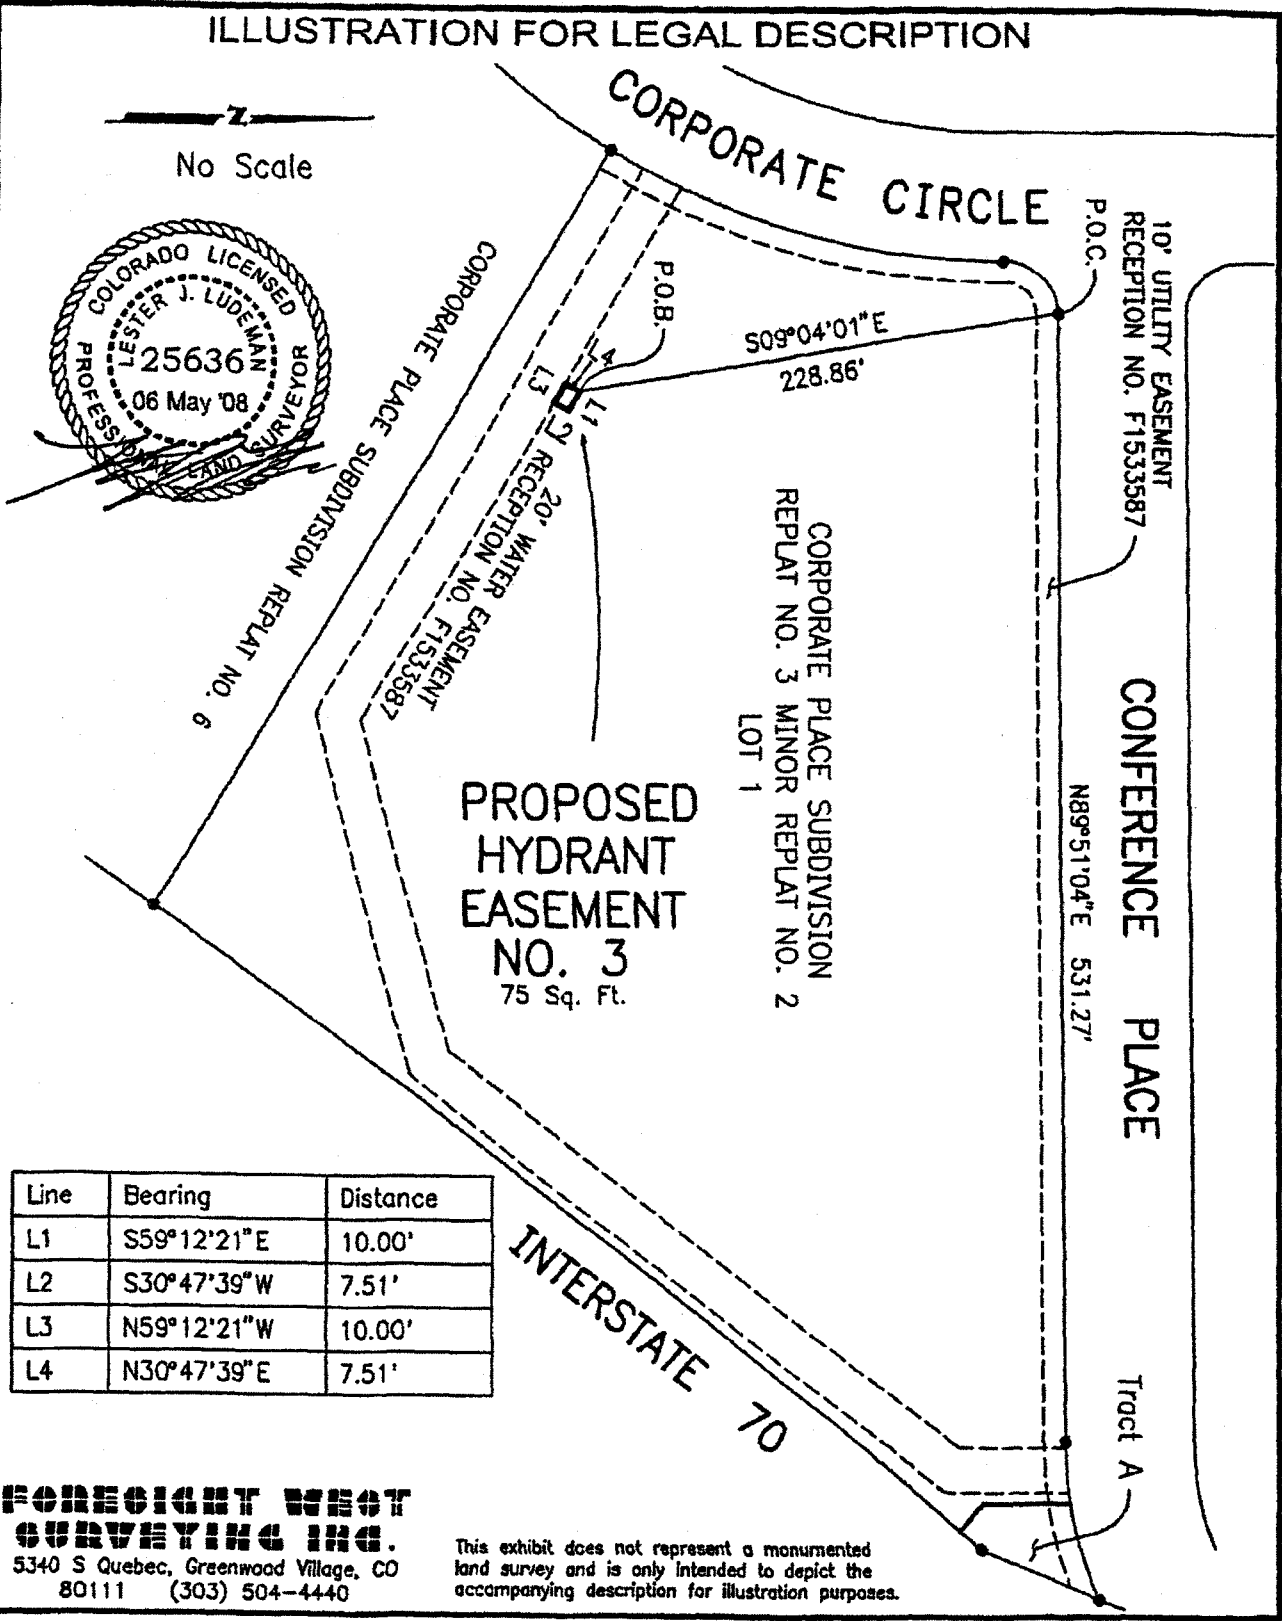 ILLUSTRATION FOR LEGAL DESCRIPTION
Z
No Scale
COLORADO LICENSED
LESTER J. LUDEMAN
25636
06 May '08
PROFESSIONAL LAND SURVEYOR
CORPORATE CIRCLE
P.O.C.
10' UTILITY EASEMENT
RECEPTION NO. F1533587
P.O.B.
S09°04'01"E
228.86'
L4
L3
L1
L2
20' WATER EASEMENT
RECEPTION NO. F1533587
CORPORATE PLACE SUBDIVISION REPLAT NO. 6
CORPORATE PLACE SUBDIVISION
REPLAT NO. 3 MINOR REPLAT NO. 2
LOT 1
CONFERENCE PLACE
N89°51'04"E 531.27'
PROPOSED
HYDRANT
EASEMENT
NO. 3
75 Sq. Ft.
Line Bearing Distance
L1 S59°12'21"E 10.00'
L2 S30°47'39"W 7.51'
L3 N59°12'21"W 10.00'
L4 N30°47'39"E 7.51'
INTERSTATE 70
Tract A
FORESIGHT WEST
SURVEYING INC.
5340 S Quebec, Greenwood Village, CO
80111 (303) 504-4440
This exhibit does not represent a monumented
land survey and is only intended to depict the
accompanying description for illustration purposes.